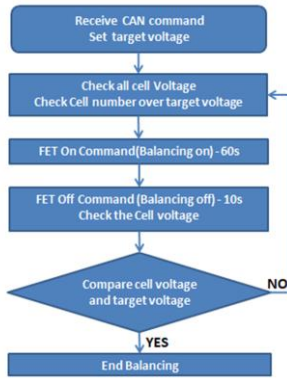 Receive CAN command
Set target voltage
Check all cell Voltage
Check Cell number over target voltage
FET On Command(Balancing on) - 60s
FET Off Command (Balancing off) - 10s
Check the Cell voltage
Compare cell voltage
and target voltage
NO
YES
End Balancing